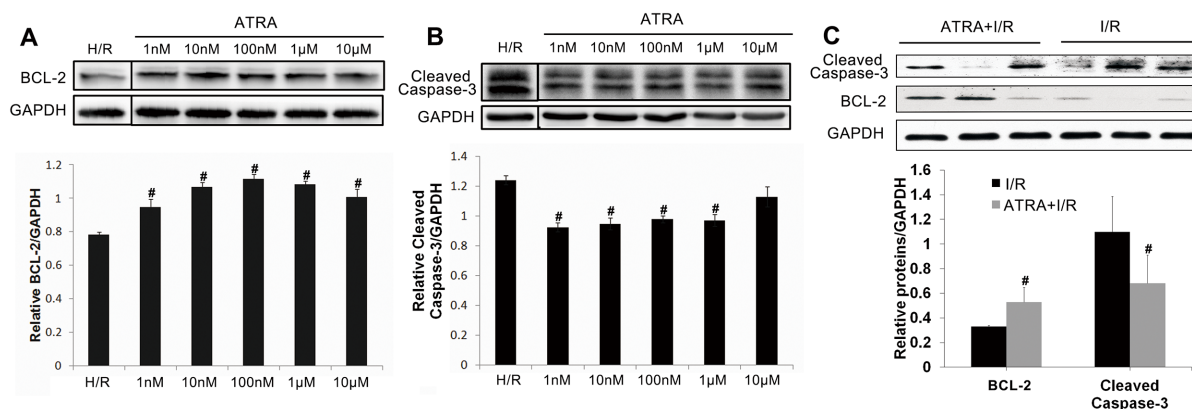 A
ATRA
H/R 1nM 10nM 100nM 1μM 10μM
BCL-2
GAPDH
Relative BCL-2/GAPDH
1.2
1
0.8
0.6
0.4
0.2
0
# # # # #
H/R 1nM 10nM 100nM 1μM 10μM
B
ATRA
H/R 1nM 10nM 100nM 1μM 10μM
Cleaved
Caspase-3
GAPDH
Relative Cleaved
Caspase-3/GAPDH
1.4
1.2
1
0.8
0.6
0.4
0.2
0
# # # #
H/R 1nM 10nM 100nM 1μM 10μM
C
ATRA+I/R I/R
Cleaved
Caspase-3
BCL-2
GAPDH
Relative proteins/GAPDH
1.6
1.4
1.2
1
0.8
0.6
0.4
0.2
0
I/R
ATRA+I/R
# #
BCL-2 Cleaved
Caspase-3